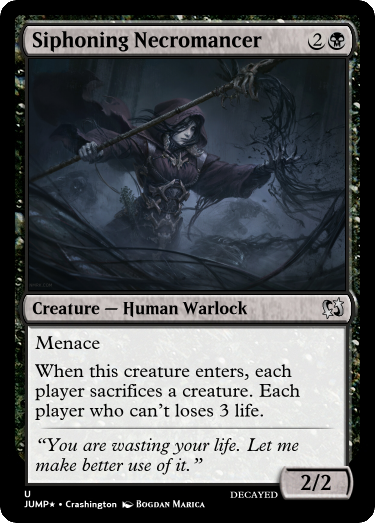 Siphoning Necromancer 2
Creature — Human Warlock
Menace
When this creature enters, each
player sacrifices a creature. Each
player who can't loses 3 life.
“You are wasting your life. Let me
make better use of it.”
2/2
U
DECAYED
JUMP★ • Crashington Bogdan Marica